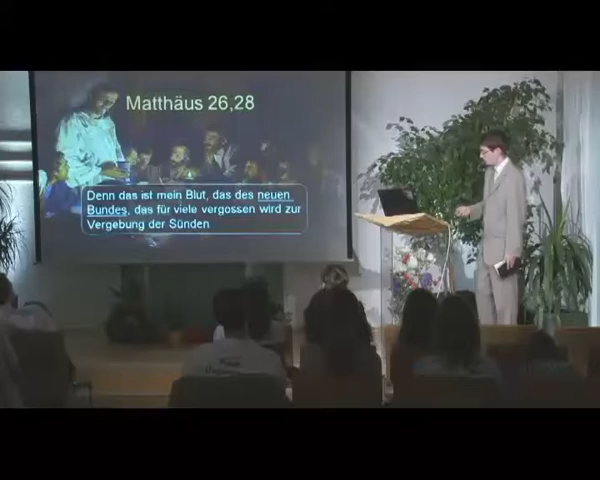 Matthäus 26,28
Denn das ist mein Blut, das des neuen
Bundes, das für viele vergossen wird zur
Vergebung der Sünden